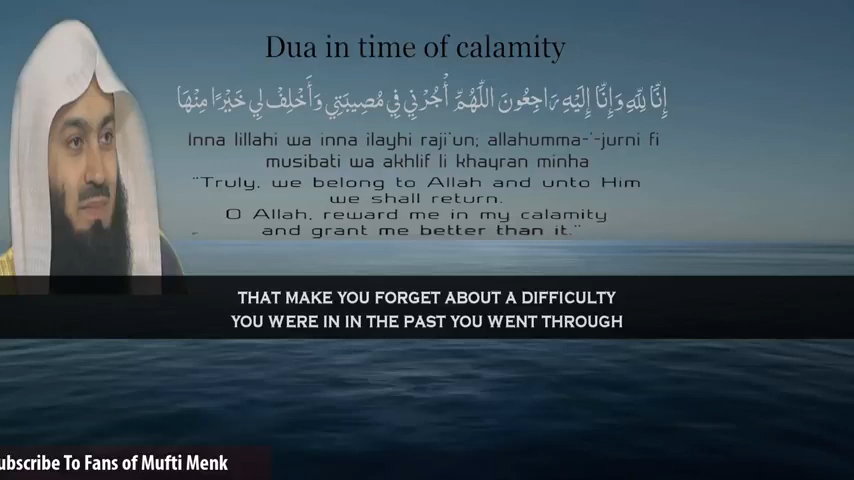 Dua in time of calamity
إِنَّا لِلَّهِ وَإِنَّا إِلَيْهِ رَاجِعُونَ اللَّهُمَّ أْجُرْنِي فِي مُصِيبَتِي وَأَخْلِفْ لِي خَيْرًا مِنْهَا
Inna lillahi wa inna ilayhi raji'un; allahumma-'-jurni fi
musibati wa akhlif li khayran minha
"Truly, we belong to Allah and unto Him
we shall return.
O Allah, reward me in my calamity
and grant me better than it."
THAT MAKE YOU FORGET ABOUT A DIFFICULTY
YOU WERE IN IN THE PAST YOU WENT THROUGH
ubscribe To Fans of Mufti Menk